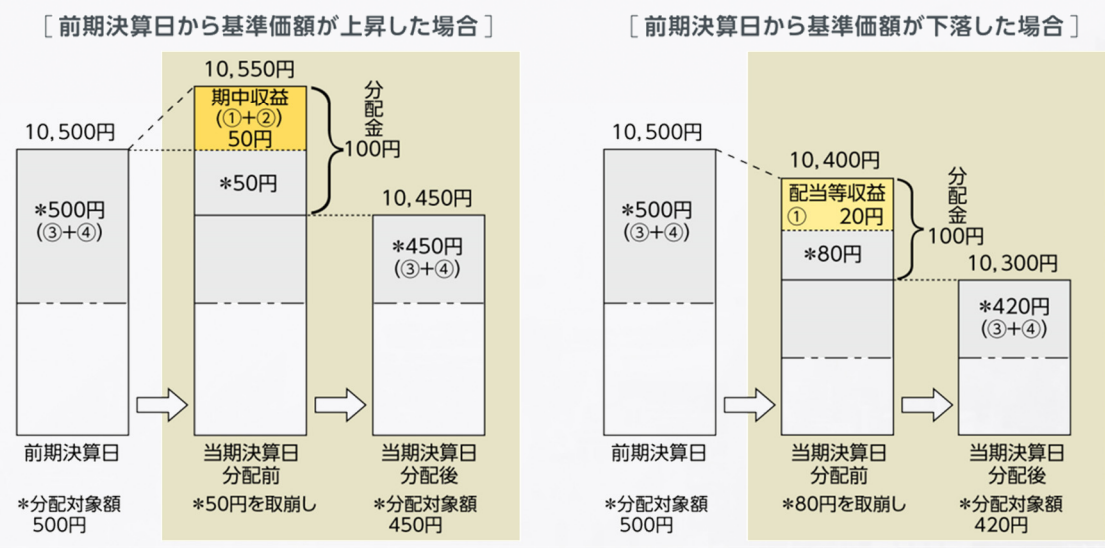 ［前期決算日から基準価額が上昇した場合］
10,500円
＊500円
(③＋④)
前期決算日
＊分配対象額
500円
10,550円
期中収益
(①＋②)
50円
＊50円
分
配
金
100円
当期決算日
分配前
＊50円を取崩し
10,450円
＊450円
(③＋④)
当期決算日
分配後
＊分配対象額
450円
［前期決算日から基準価額が下落した場合］
10,500円
＊500円
(③＋④)
前期決算日
＊分配対象額
500円
10,400円
配当等収益
① 20円
＊80円
分
配
金
100円
当期決算日
分配前
＊80円を取崩し
10,300円
＊420円
(③＋④)
当期決算日
分配後
＊分配対象額
420円